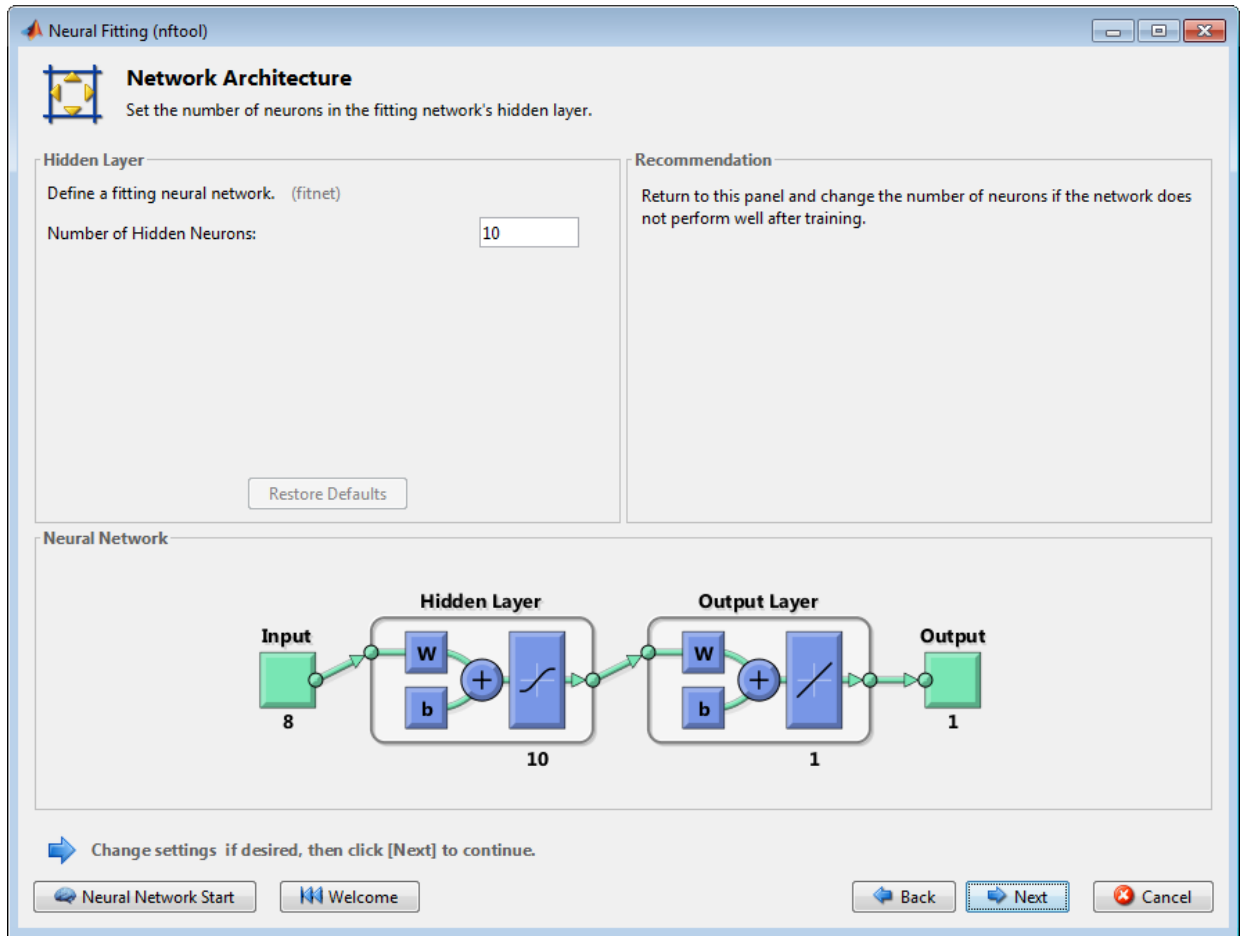 Neural Fitting (nftool)
Network Architecture
Set the number of neurons in the fitting network's hidden layer.
Hidden Layer
Define a fitting neural network. (fitnet)
Number of Hidden Neurons: 10
Restore Defaults
Recommendation
Return to this panel and change the number of neurons if the network does
not perform well after training.
Neural Network
Hidden Layer
Output Layer
Input
Output
W
b
W
b
8
10
1
1
Change settings if desired, then click [Next] to continue.
Neural Network Start
Welcome
Back
Next
Cancel